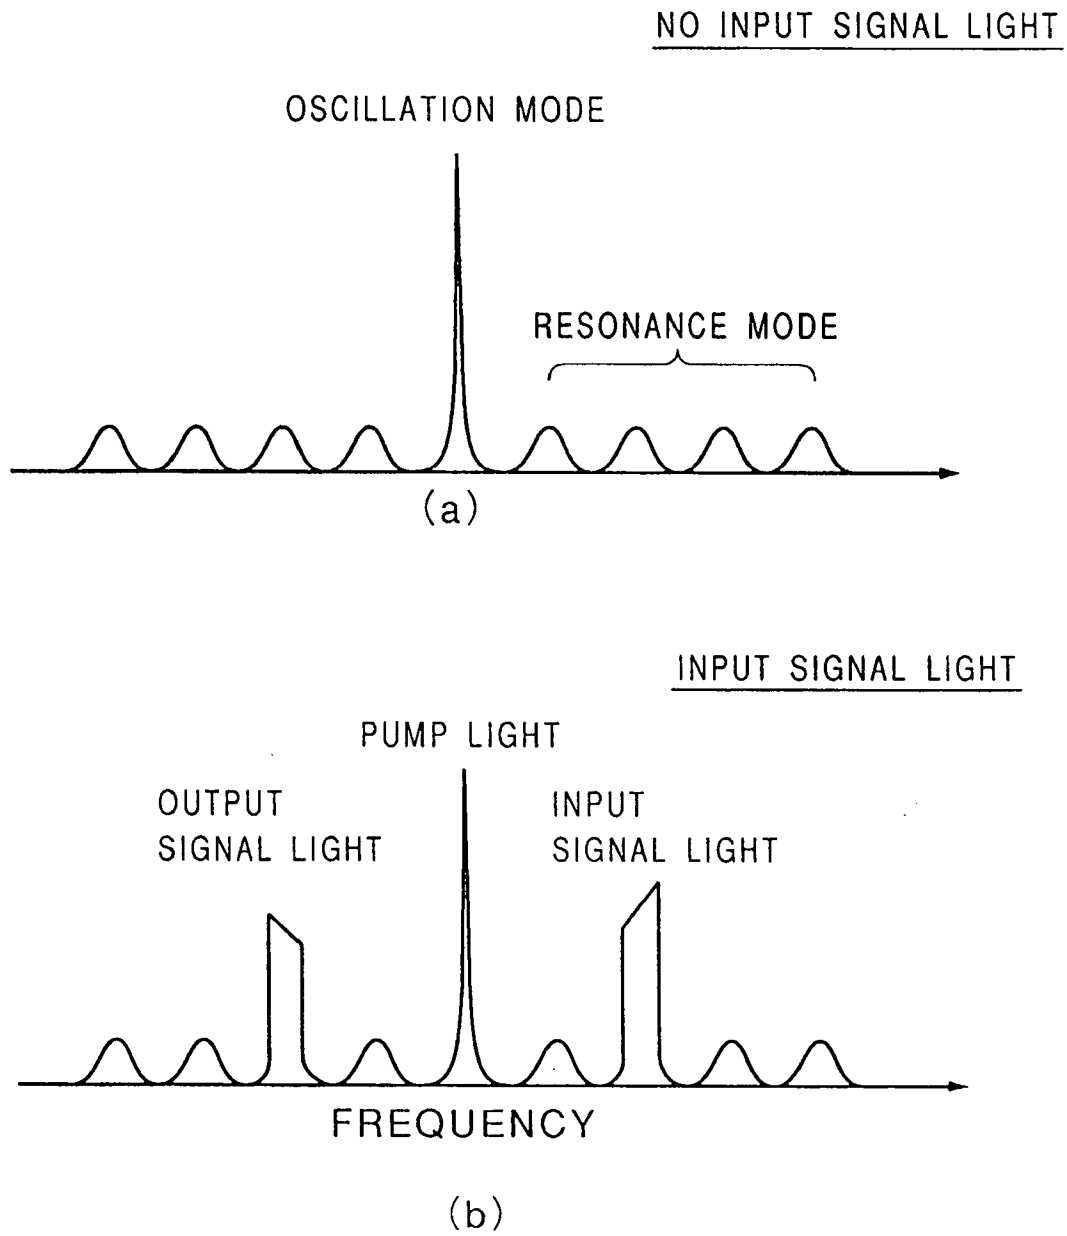 NO INPUT SIGNAL LIGHT
OSCILLATION MODE
RESONANCE MODE
(a)
INPUT SIGNAL LIGHT
PUMP LIGHT
OUTPUT
SIGNAL LIGHT
INPUT
SIGNAL LIGHT
FREQUENCY
(b)